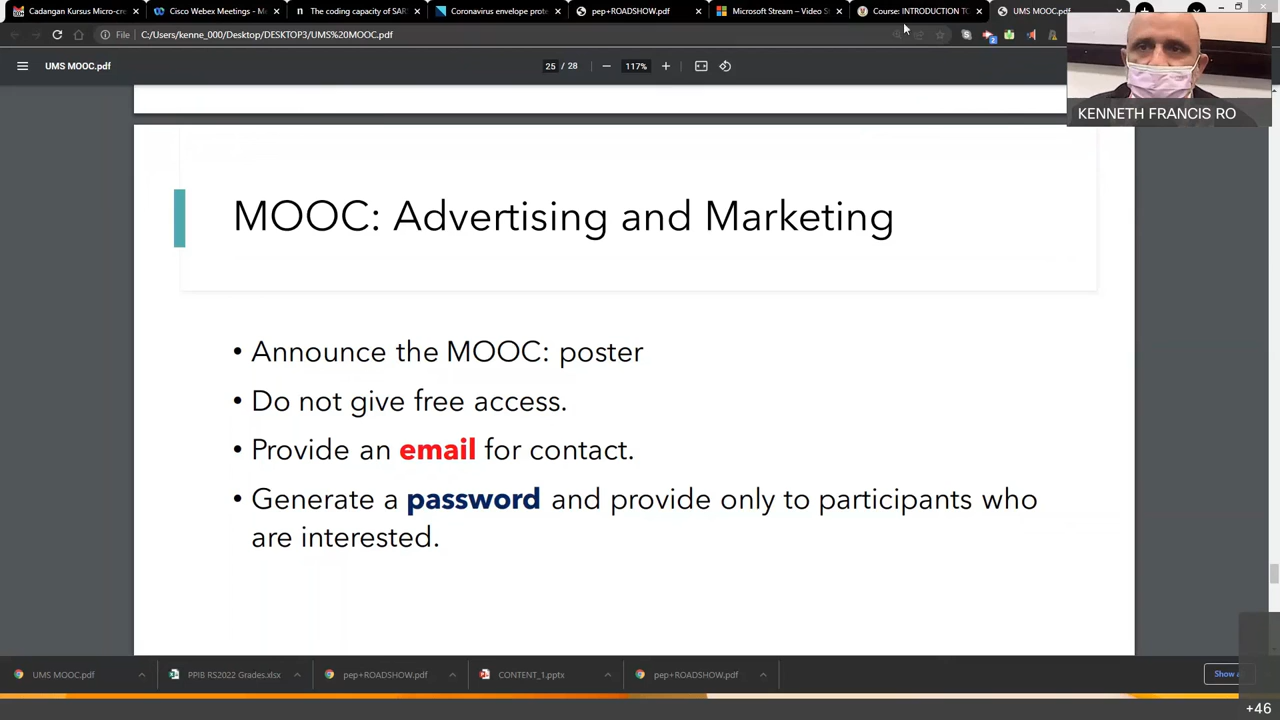 Cadangan Kursus Micro-cre
Cisco Webex Meetings - Me
The coding capacity of SAR
Coronavirus envelope prote
pep+ROADSHOW.pdf
Microsoft Stream – Video S
Course: INTRODUCTION TO
UMS MOOC.pdf
File
C:/Users/kenne_000/Desktop/DESKTOP3/UMS%20MOOC.pdf
UMS MOOC.pdf
25 / 28
117%
KENNETH FRANCIS RO
MOOC: Advertising and Marketing
• Announce the MOOC: poster
• Do not give free access.
• Provide an email for contact.
• Generate a password and provide only to participants who
are interested.
UMS MOOC.pdf
PPIB RS2022 Grades.xlsx
pep+ROADSHOW.pdf
CONTENT_1.pptx
pep+ROADSHOW.pdf
Show
+46